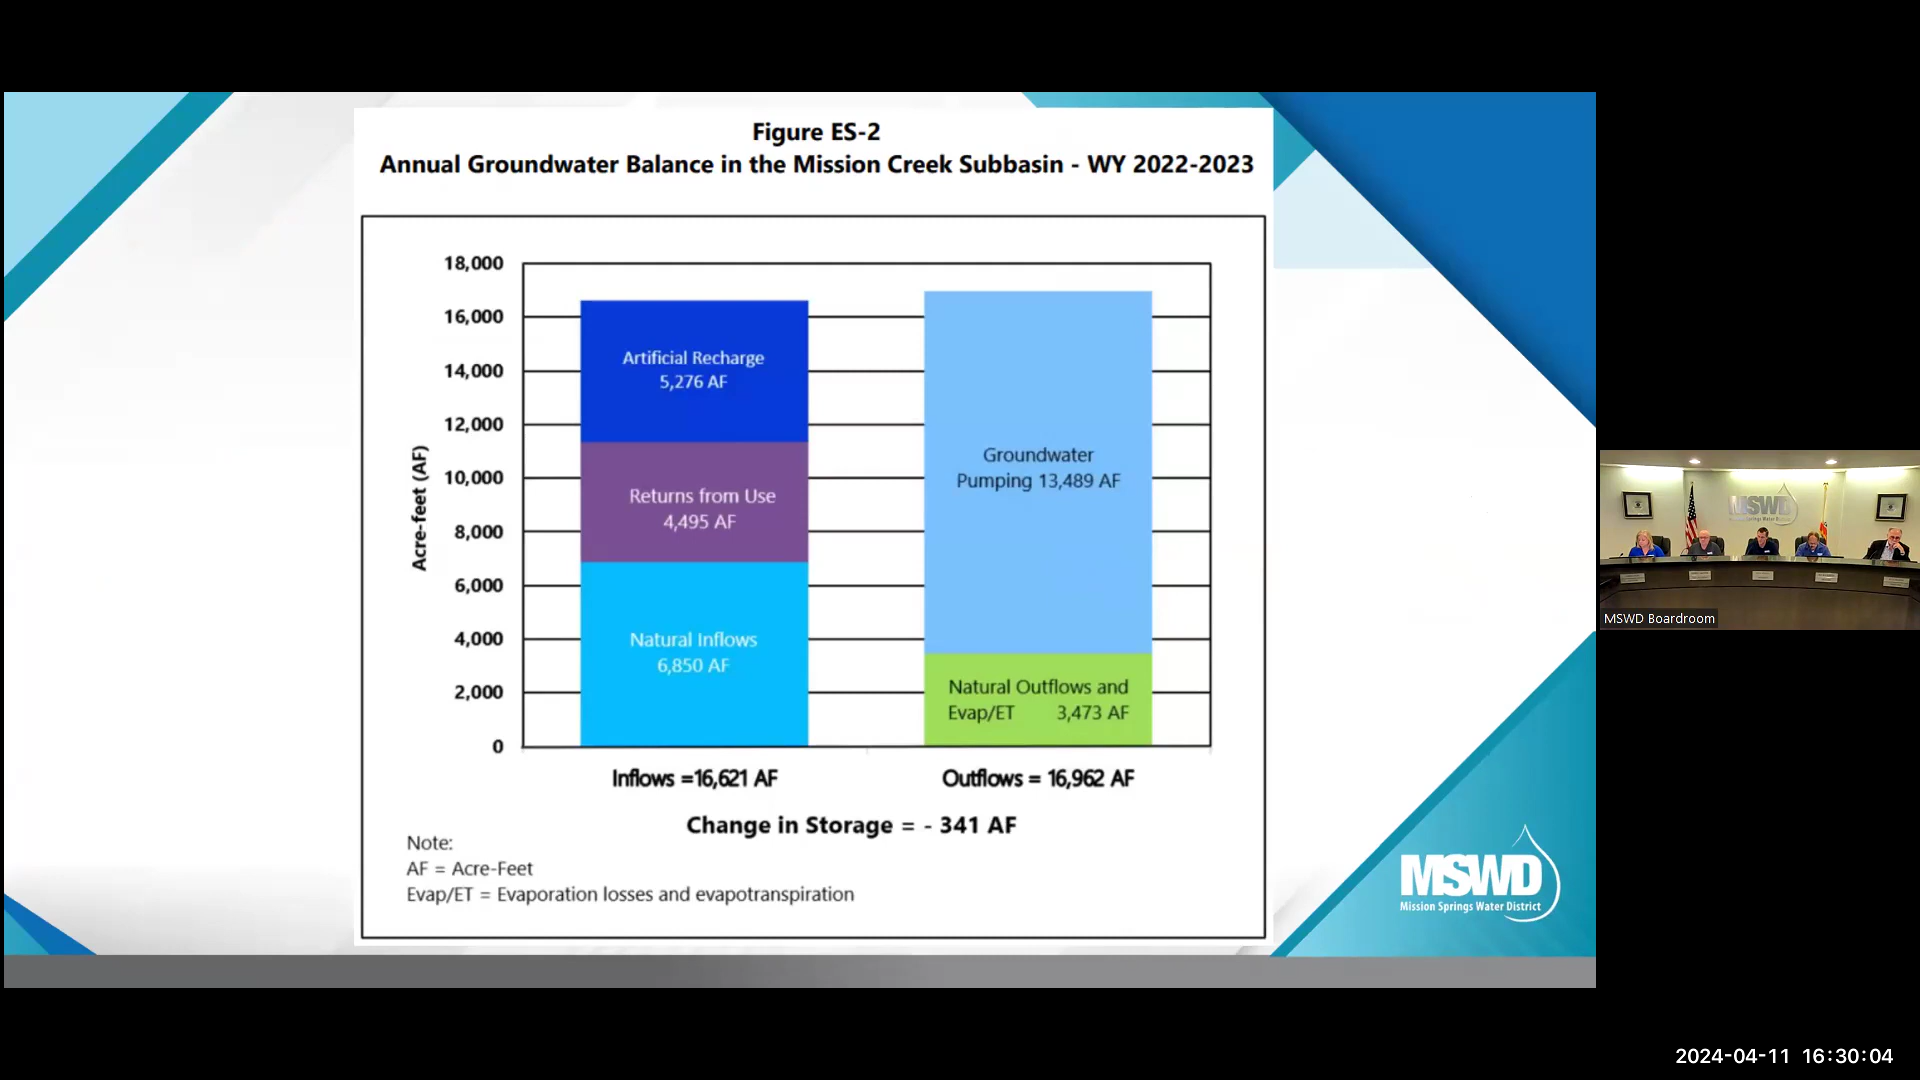 Figure ES-2
Annual Groundwater Balance in the Mission Creek Subbasin - WY 2022-2023
18,000
16,000
14,000
12,000
10,000
8,000
6,000
4,000
2,000
0
Acre-feet (AF)
Artificial Recharge
5,276 AF
Returns from Use
4,495 AF
Natural Inflows
6,850 AF
Groundwater
Pumping 13,489 AF
Natural Outflows and
Evap/ET 3,473 AF
Inflows =16,621 AF
Outflows = 16,962 AF
Change in Storage = - 341 AF
Note:
AF = Acre-Feet
Evap/ET = Evaporation losses and evapotranspiration
MSWD
Mission Springs Water District
MSWD
MSWD Boardroom
2024-04-11 16:30:04